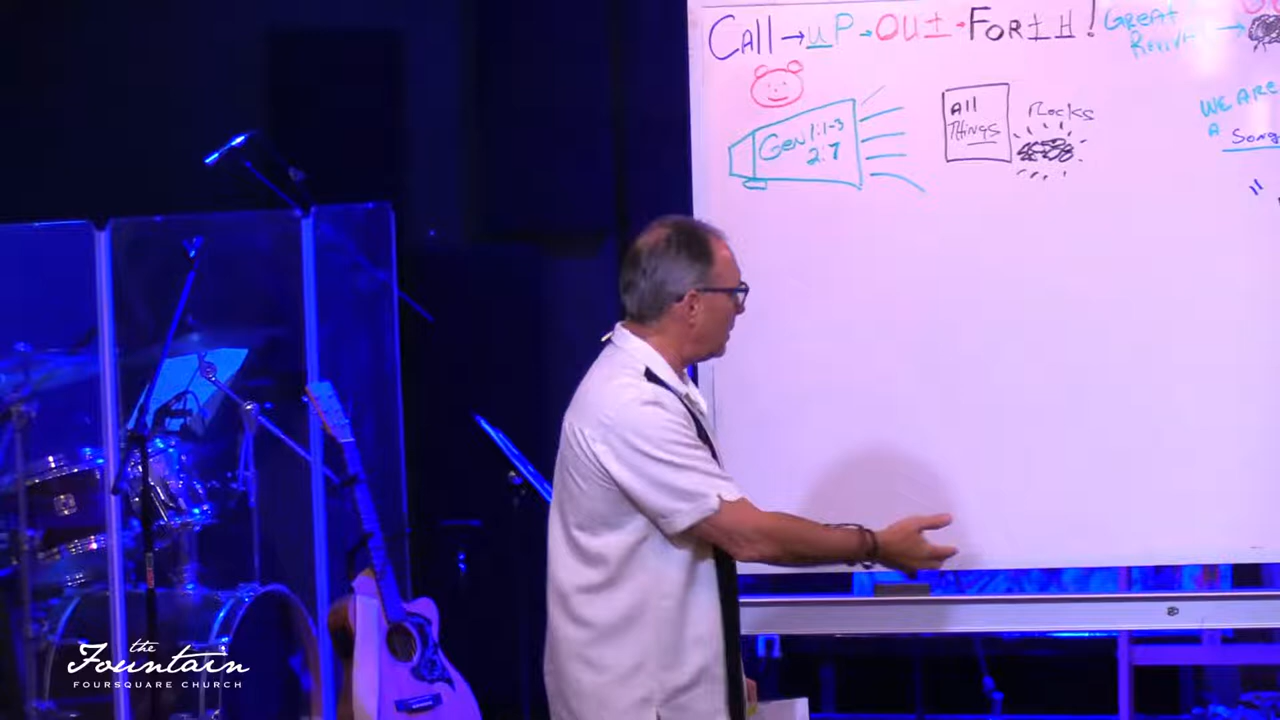 CAll → uP → OUt → FORtH!
GREAt
All
Things
Rocks
Gen 1:1-3
2:7
WE ARE
A Song
the
Fountain
FOURSQUARE CHURCH